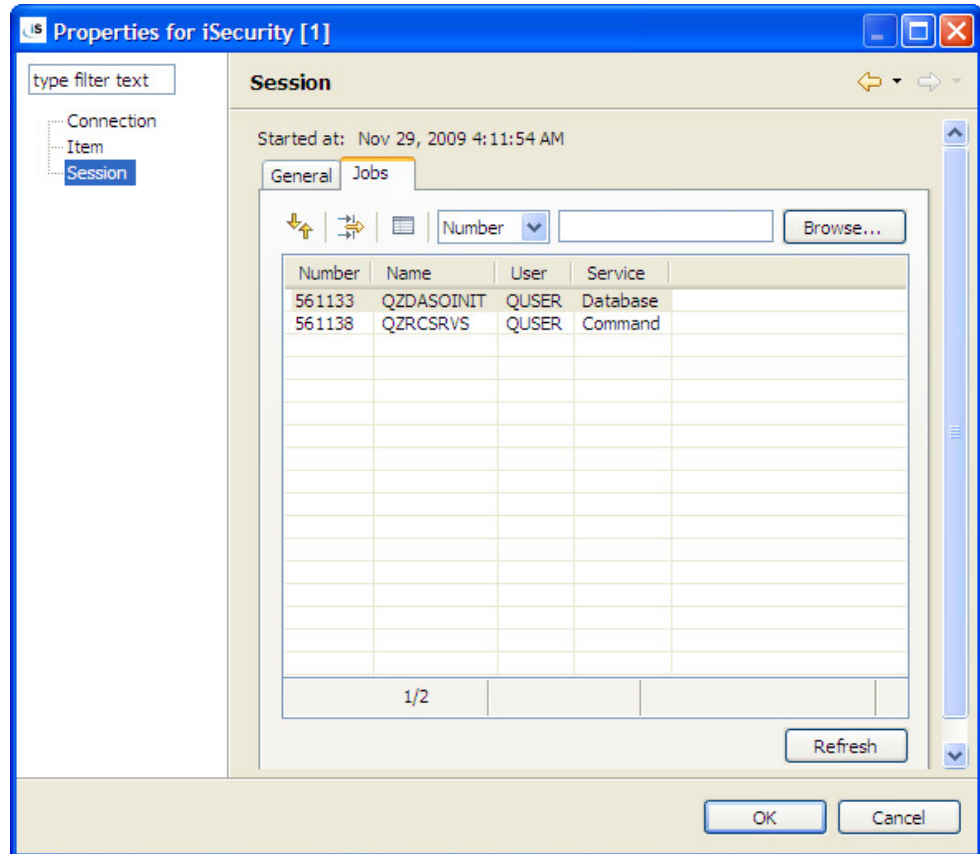 iS Properties for iSecurity [1]
type filter text
Connection
Item
Session
Session
Started at: Nov 29, 2009 4:11:54 AM
General Jobs
Number Browse...
Number Name User Service
561133 QZDASOINIT QUSER Database
561138 QZRCSRVS QUSER Command
1/2
Refresh
OK Cancel